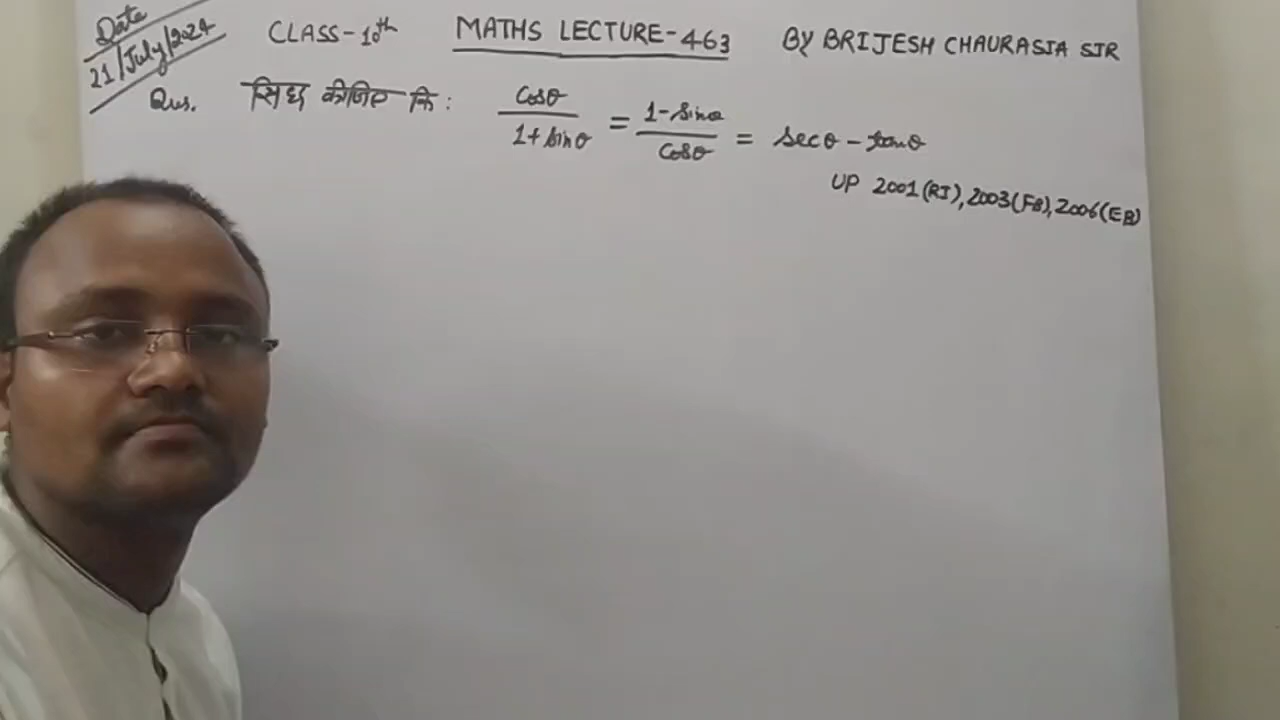 Date
21/July/2024
CLASS-10th MATHS LECTURE-463 BY BRIJESH CHAURASIA SIR
Qus. सिद्ध कीजिए कि : cosθ/1+sinθ = 1-sinθ/cosθ = secθ - tanθ
UP 2001(RI), 2003(FB), 2006(EB)